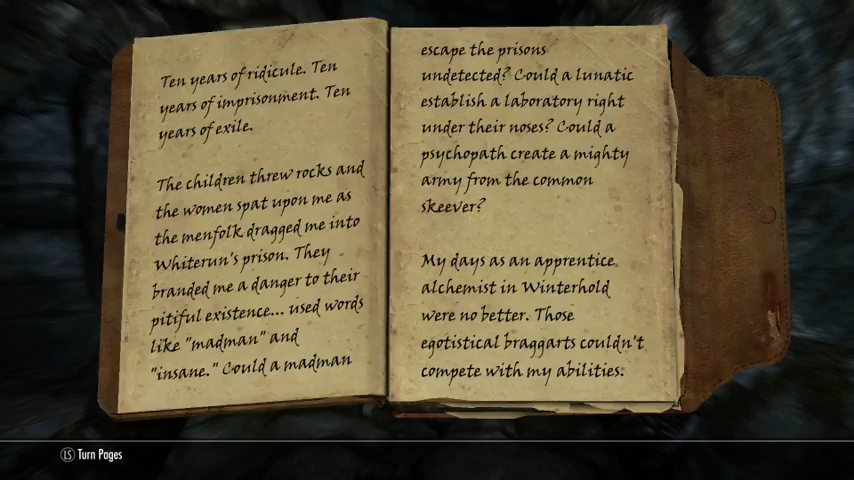 Ten years of ridicule. Ten
years of imprisonment. Ten
years of exile.
The children threw rocks and
the women spat upon me as
the menfolk dragged me into
Whiterun's prison. They
branded me a danger to their
pitiful existence... used words
like "madman" and
"insane." Could a madman
escape the prisons
undetected? Could a lunatic
establish a laboratory right
under their noses? Could a
psychopath create a mighty
army from the common
skeever?
My days as an apprentice
alchemist in Winterhold
were no better. Those
egotistical braggarts couldn't
compete with my abilities.
LS Turn Pages